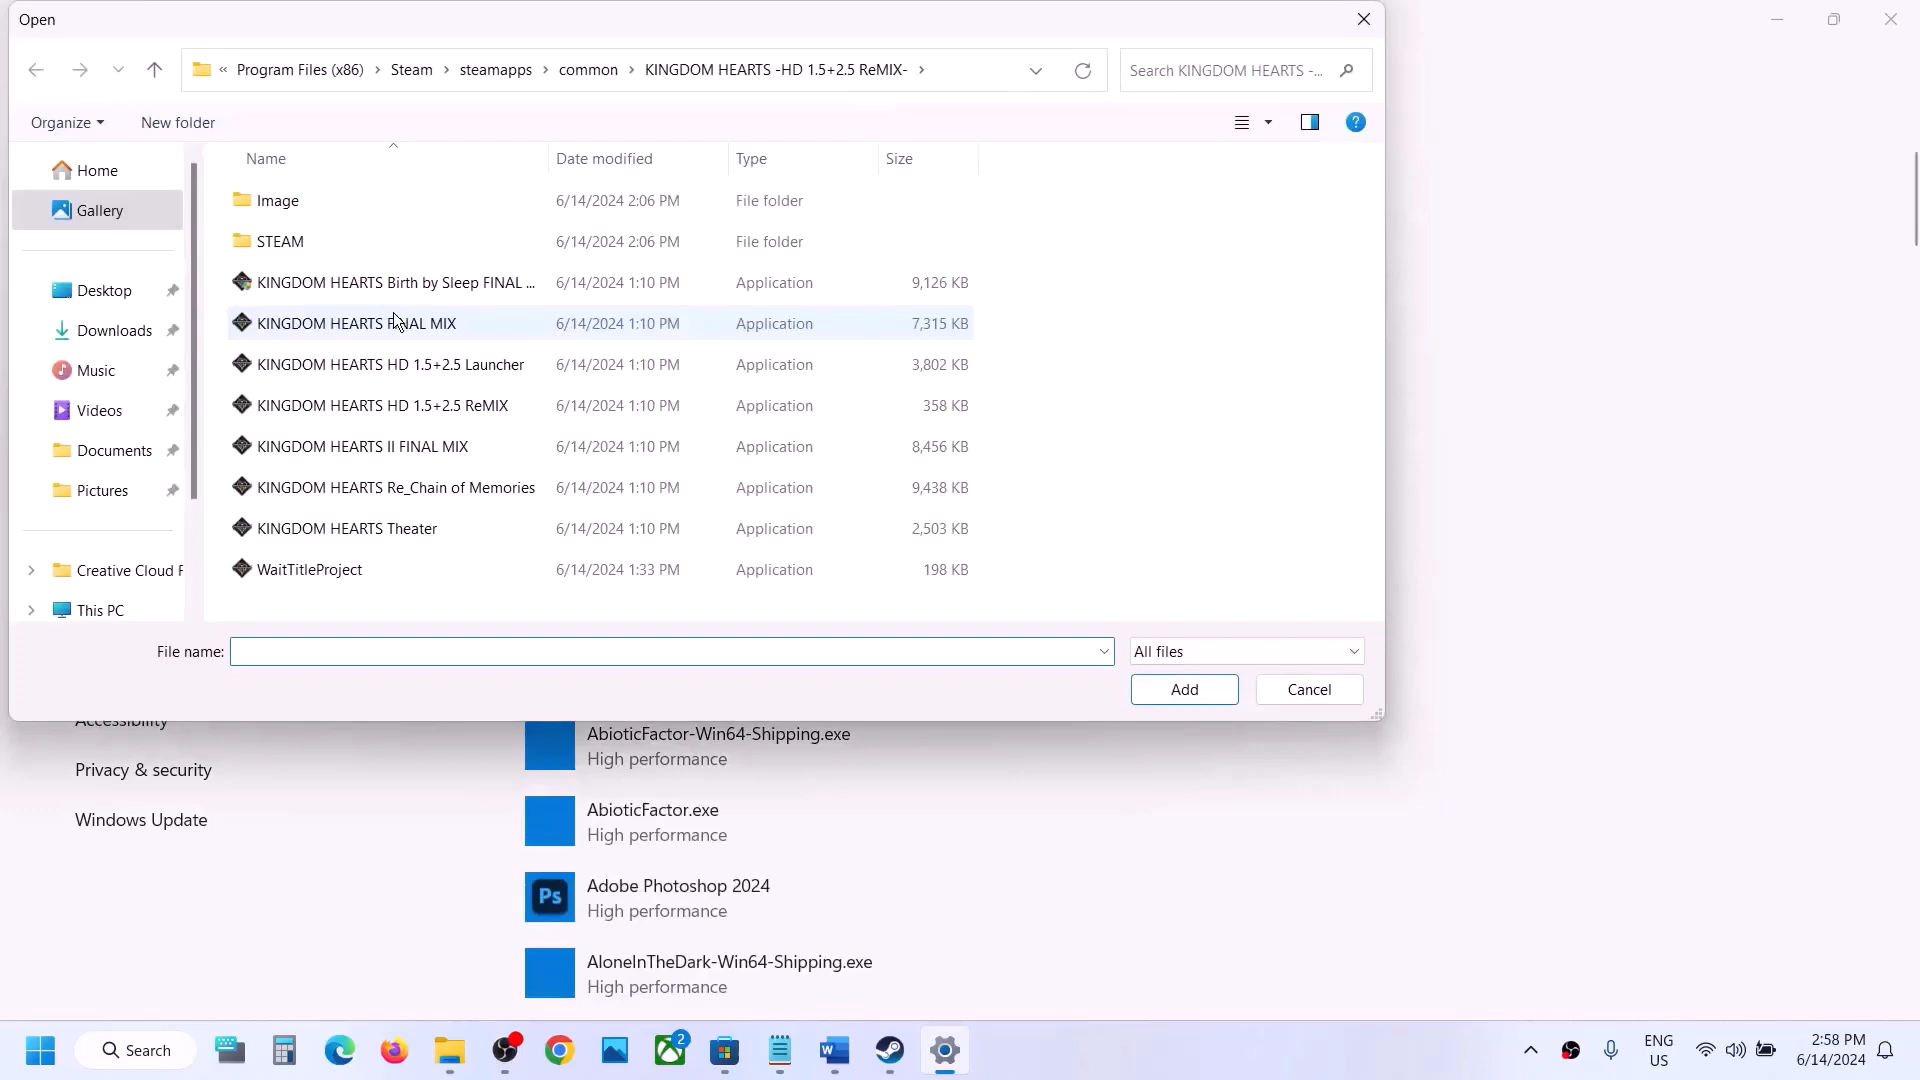 Open
« Program Files (x86) › Steam › steamapps › common › KINGDOM HEARTS -HD 1.5+2.5 ReMIX- ›
Search KINGDOM HEARTS -...
Organize
New folder
?
Name Date modified Type Size
Home
Gallery
Desktop
Downloads
Music
Videos
Documents
Pictures
Creative Cloud F
This PC
Image 6/14/2024 2:06 PM File folder
STEAM 6/14/2024 2:06 PM File folder
KINGDOM HEARTS Birth by Sleep FINAL ... 6/14/2024 1:10 PM Application 9,126 KB
KINGDOM HEARTS FINAL MIX 6/14/2024 1:10 PM Application 7,315 KB
KINGDOM HEARTS HD 1.5+2.5 Launcher 6/14/2024 1:10 PM Application 3,802 KB
KINGDOM HEARTS HD 1.5+2.5 ReMIX 6/14/2024 1:10 PM Application 358 KB
KINGDOM HEARTS II FINAL MIX 6/14/2024 1:10 PM Application 8,456 KB
KINGDOM HEARTS Re_Chain of Memories 6/14/2024 1:10 PM Application 9,438 KB
KINGDOM HEARTS Theater 6/14/2024 1:10 PM Application 2,503 KB
WaitTitleProject 6/14/2024 1:33 PM Application 198 KB
File name:
All files
Add
Cancel
Accessibility
Privacy & security
Windows Update
AbioticFactor-Win64-Shipping.exe
High performance
AbioticFactor.exe
High performance
Ps
Adobe Photoshop 2024
High performance
AloneInTheDark-Win64-Shipping.exe
High performance
Search
2
W
ENG
US
2:58 PM
6/14/2024